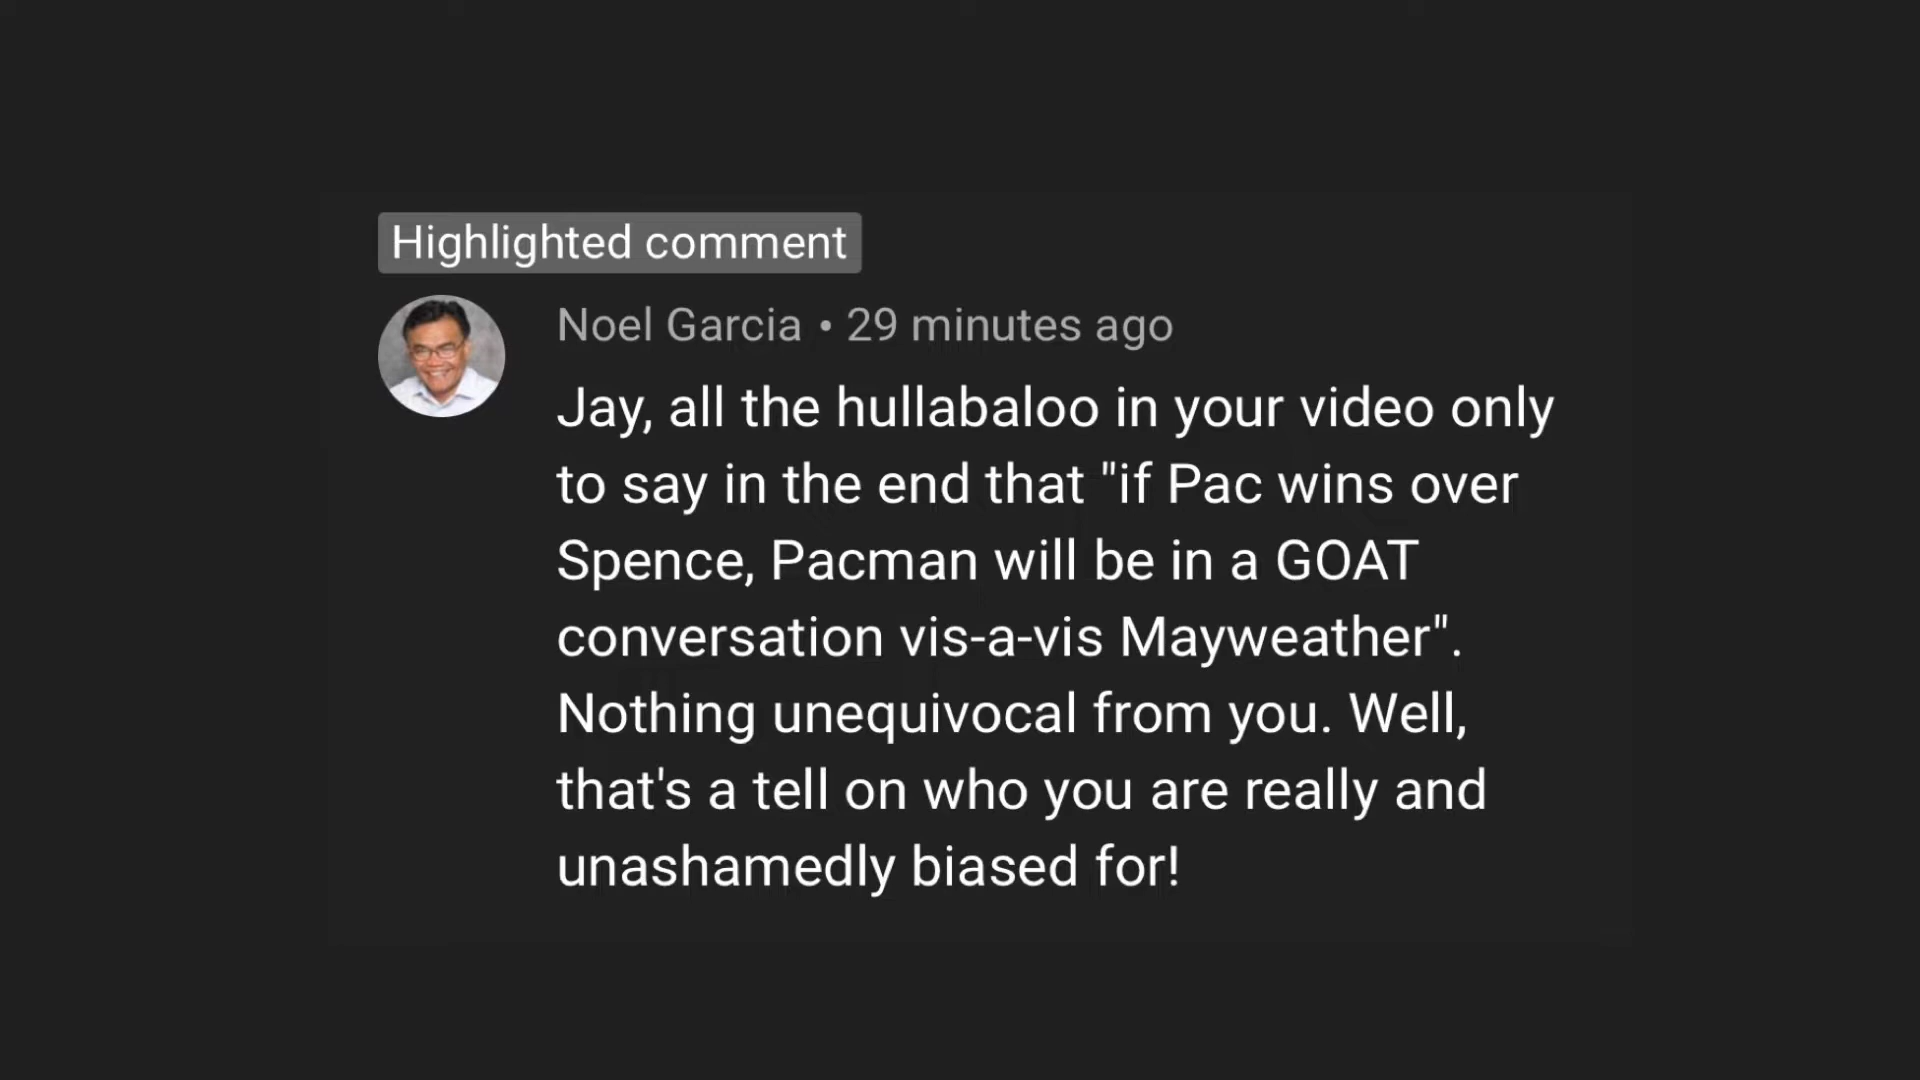 Highlighted comment
Noel Garcia • 29 minutes ago
Jay, all the hullabaloo in your video only
to say in the end that "if Pac wins over
Spence, Pacman will be in a GOAT
conversation vis-a-vis Mayweather".
Nothing unequivocal from you. Well,
that's a tell on who you are really and
unashamedly biased for!